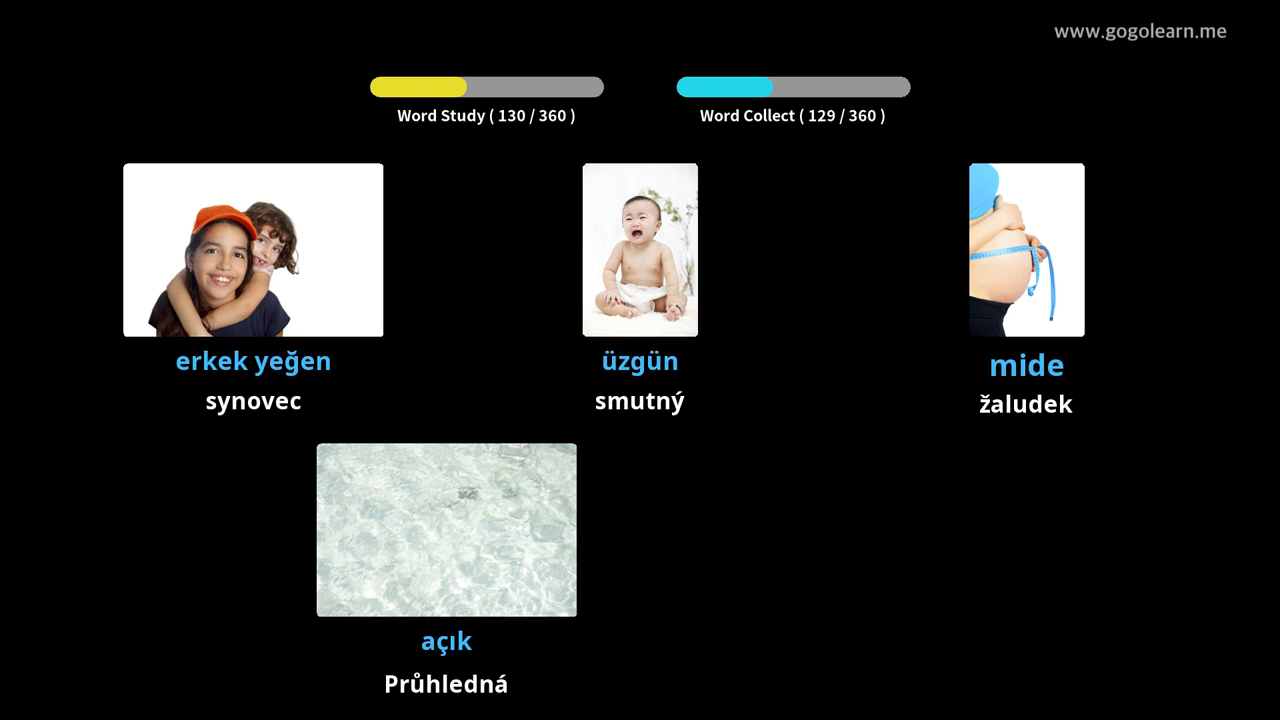 www.gogolearn.me
Word Study ( 130 / 360 )
Word Collect ( 129 / 360 )
erkek yeğen
synovec
üzgün
smutný
mide
žaludek
açık
Průhledná